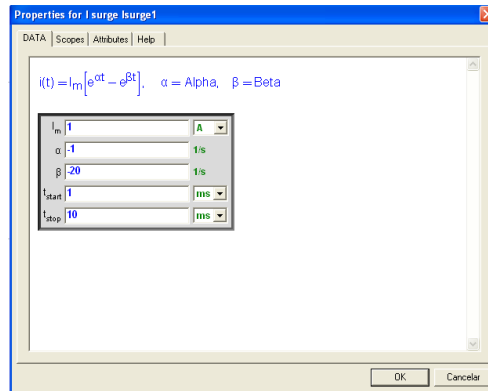 Properties for I surge Isurge1
DATA Scopes Attributes Help
i(t) = Im[e^αt – e^βt], α = Alpha, β = Beta
Im 1 A
α -1 1/s
β -20 1/s
tstart 1 ms
tstop 10 ms
OK Cancelar